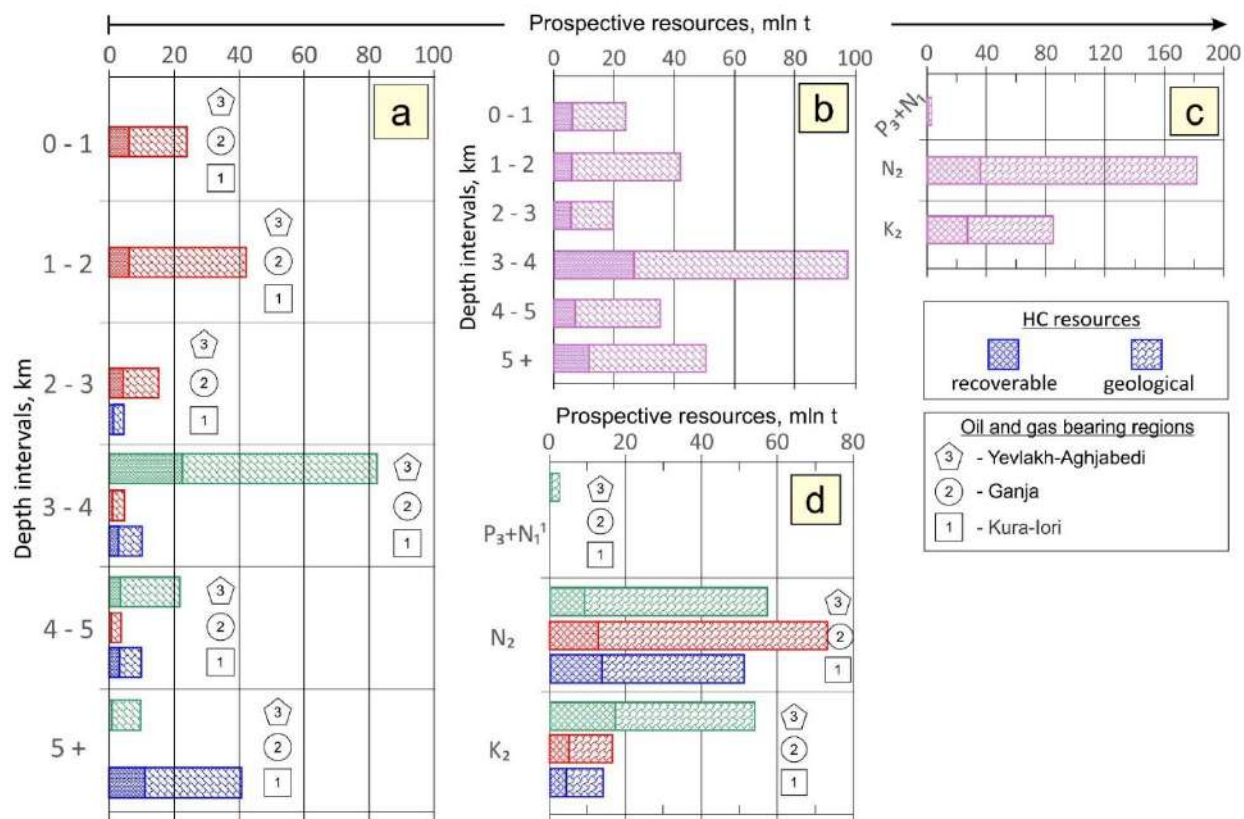 Prospective resources, mln t
0 20 40 60 80 100
a
Depth intervals, km
0 - 1
3
2
1
1 - 2
3
2
1
2 - 3
3
2
1
3 - 4
3
2
1
4 - 5
3
2
1
5 +
3
2
1
0 20 40 60 80 100
b
Depth intervals, km
0 - 1
1 - 2
2 - 3
3 - 4
4 - 5
5 +
0 40 80 120 160 200
c
P₃+N₁
N₂
K₂
HC resources
recoverable geological
Oil and gas bearing regions
3 - Yevlakh-Aghjabedi
2 - Ganja
1 - Kura-Iori
Prospective resources, mln t
0 20 40 60 80
d
P₃+N₁¹
3
2
1
N₂
3
2
1
K₂
3
2
1